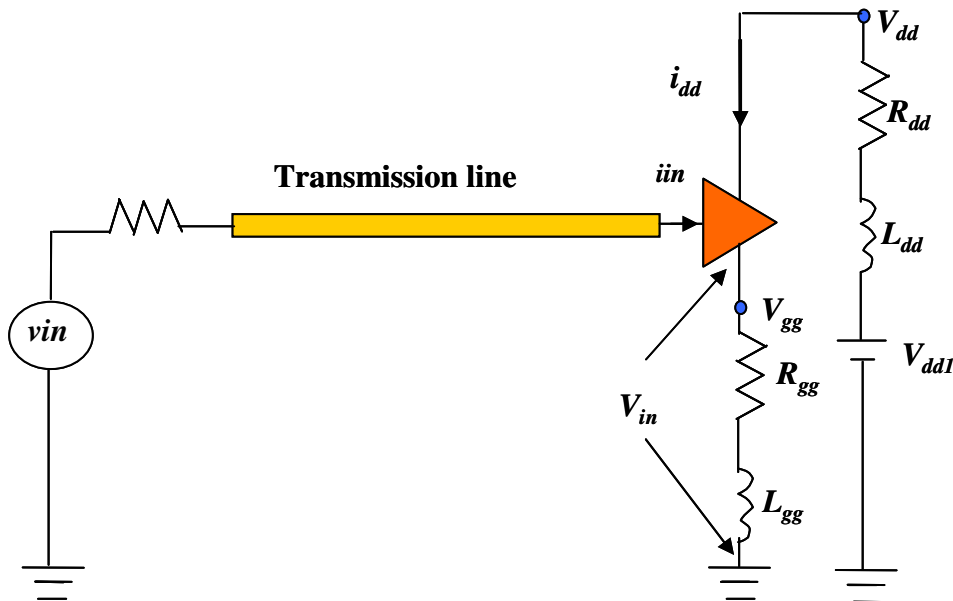 V_dd
i_dd
R_dd
Transmission line
iin
L_dd
vin
V_gg
V_dd1
R_gg
V_in
L_gg